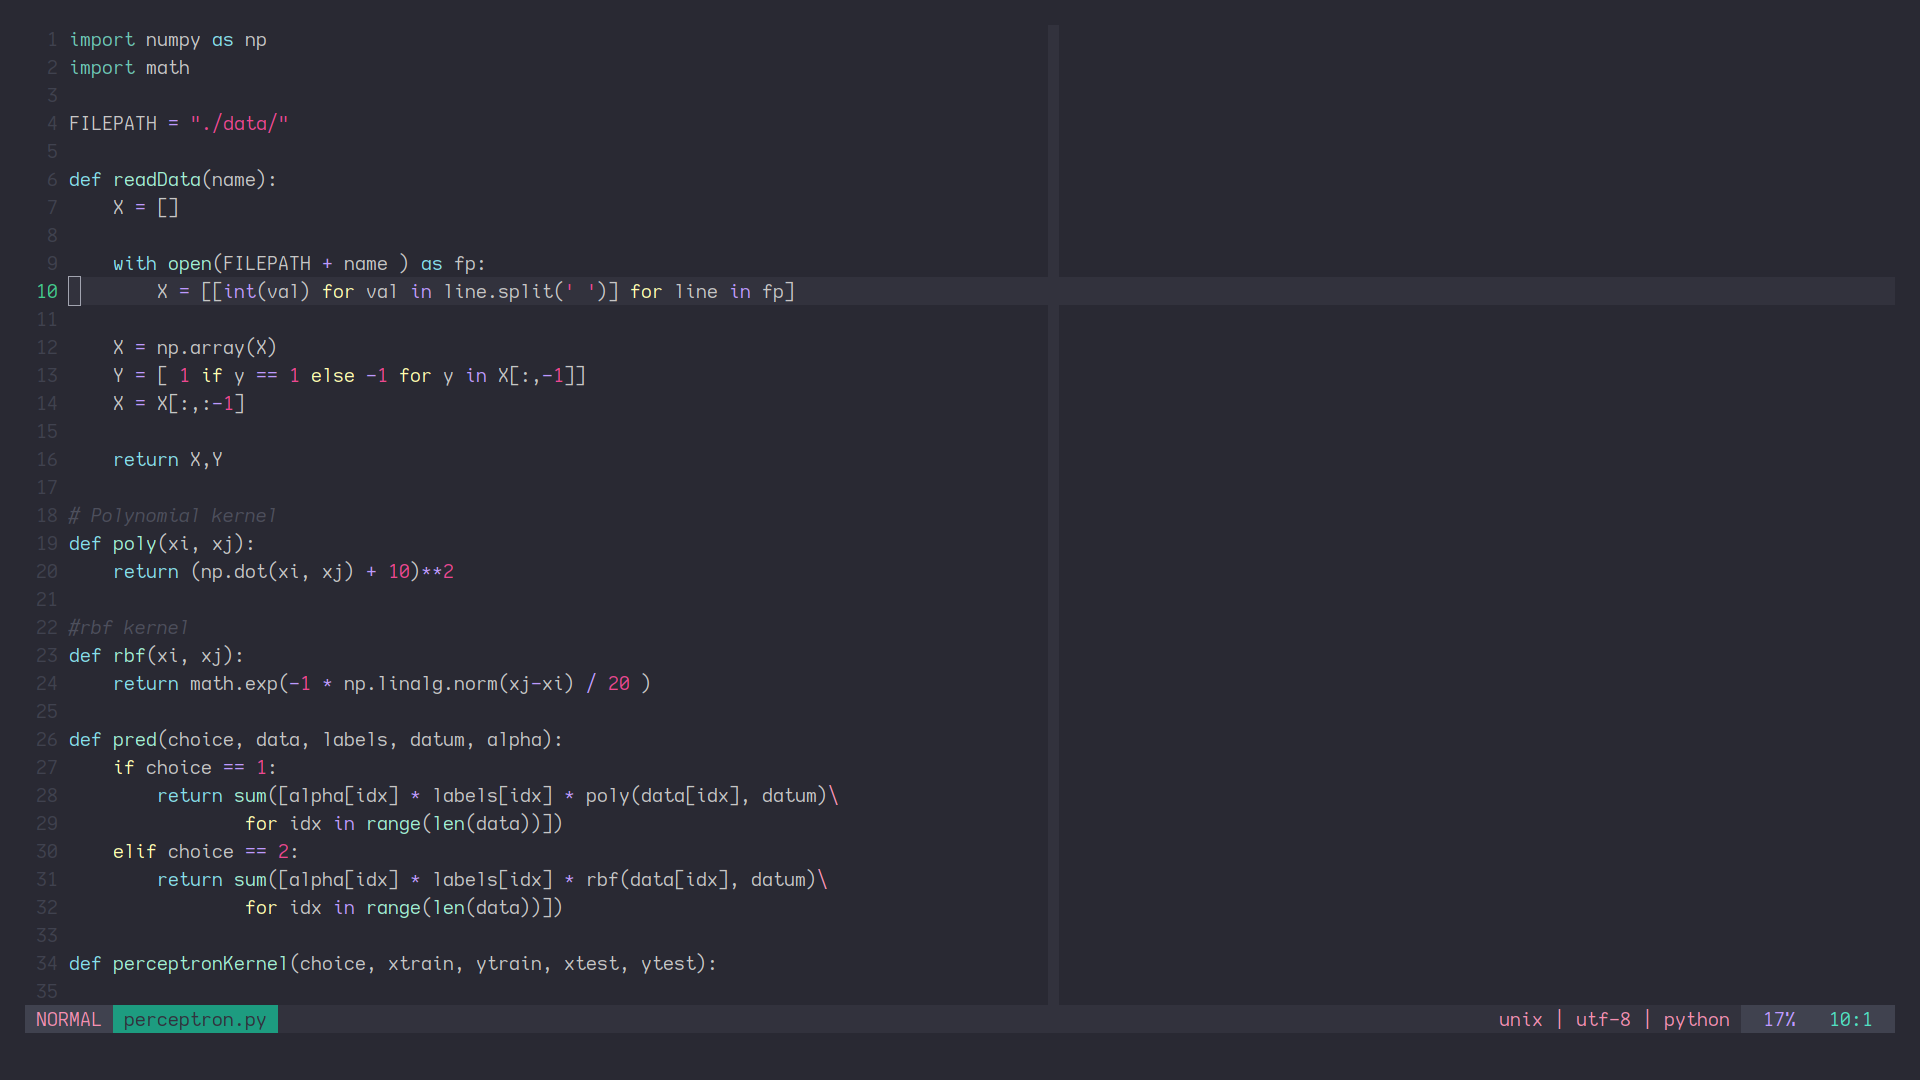 1 import numpy as np
2 import math
3
4 FILEPATH = "./data/"
5
6 def readData(name):
7     X = []
8
9     with open(FILEPATH + name ) as fp:
10         X = [[int(val) for val in line.split(' ')] for line in fp]
11
12     X = np.array(X)
13     Y = [ 1 if y == 1 else -1 for y in X[:,-1]]
14     X = X[:,:-1]
15
16     return X,Y
17
18 # Polynomial kernel
19 def poly(xi, xj):
20     return (np.dot(xi, xj) + 10)**2
21
22 #rbf kernel
23 def rbf(xi, xj):
24     return math.exp(-1 * np.linalg.norm(xj-xi) / 20 )
25
26 def pred(choice, data, labels, datum, alpha):
27     if choice == 1:
28         return sum([alpha[idx] * labels[idx] * poly(data[idx], datum)\
29                 for idx in range(len(data))])
30     elif choice == 2:
31         return sum([alpha[idx] * labels[idx] * rbf(data[idx], datum)\
32                 for idx in range(len(data))])
33
34 def perceptronKernel(choice, xtrain, ytrain, xtest, ytest):
35
NORMAL perceptron.py unix | utf-8 | python 17% 10:1